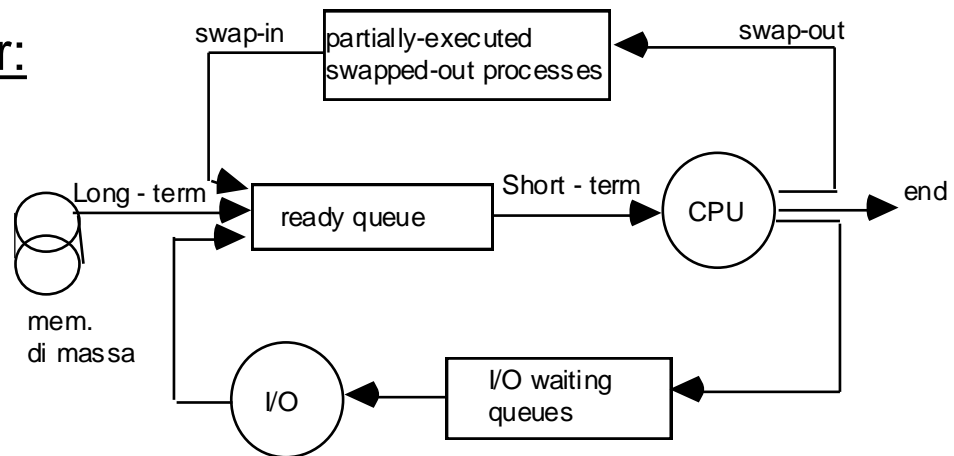 r:
swap-in
partially-executed
swapped-out processes
swap-out
Long - term
ready queue
Short - term
CPU
end
mem.
di massa
I/O
I/O waiting
queues